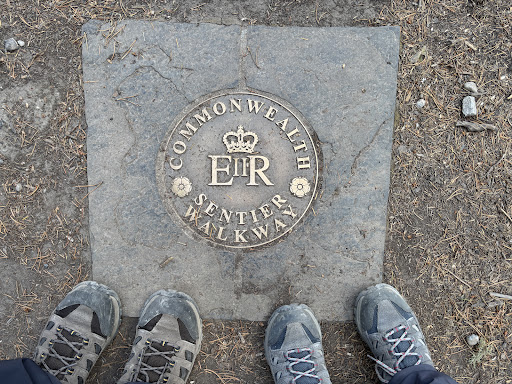 COMMONWEALTH
EIIR
SENTIER
WALKWAY